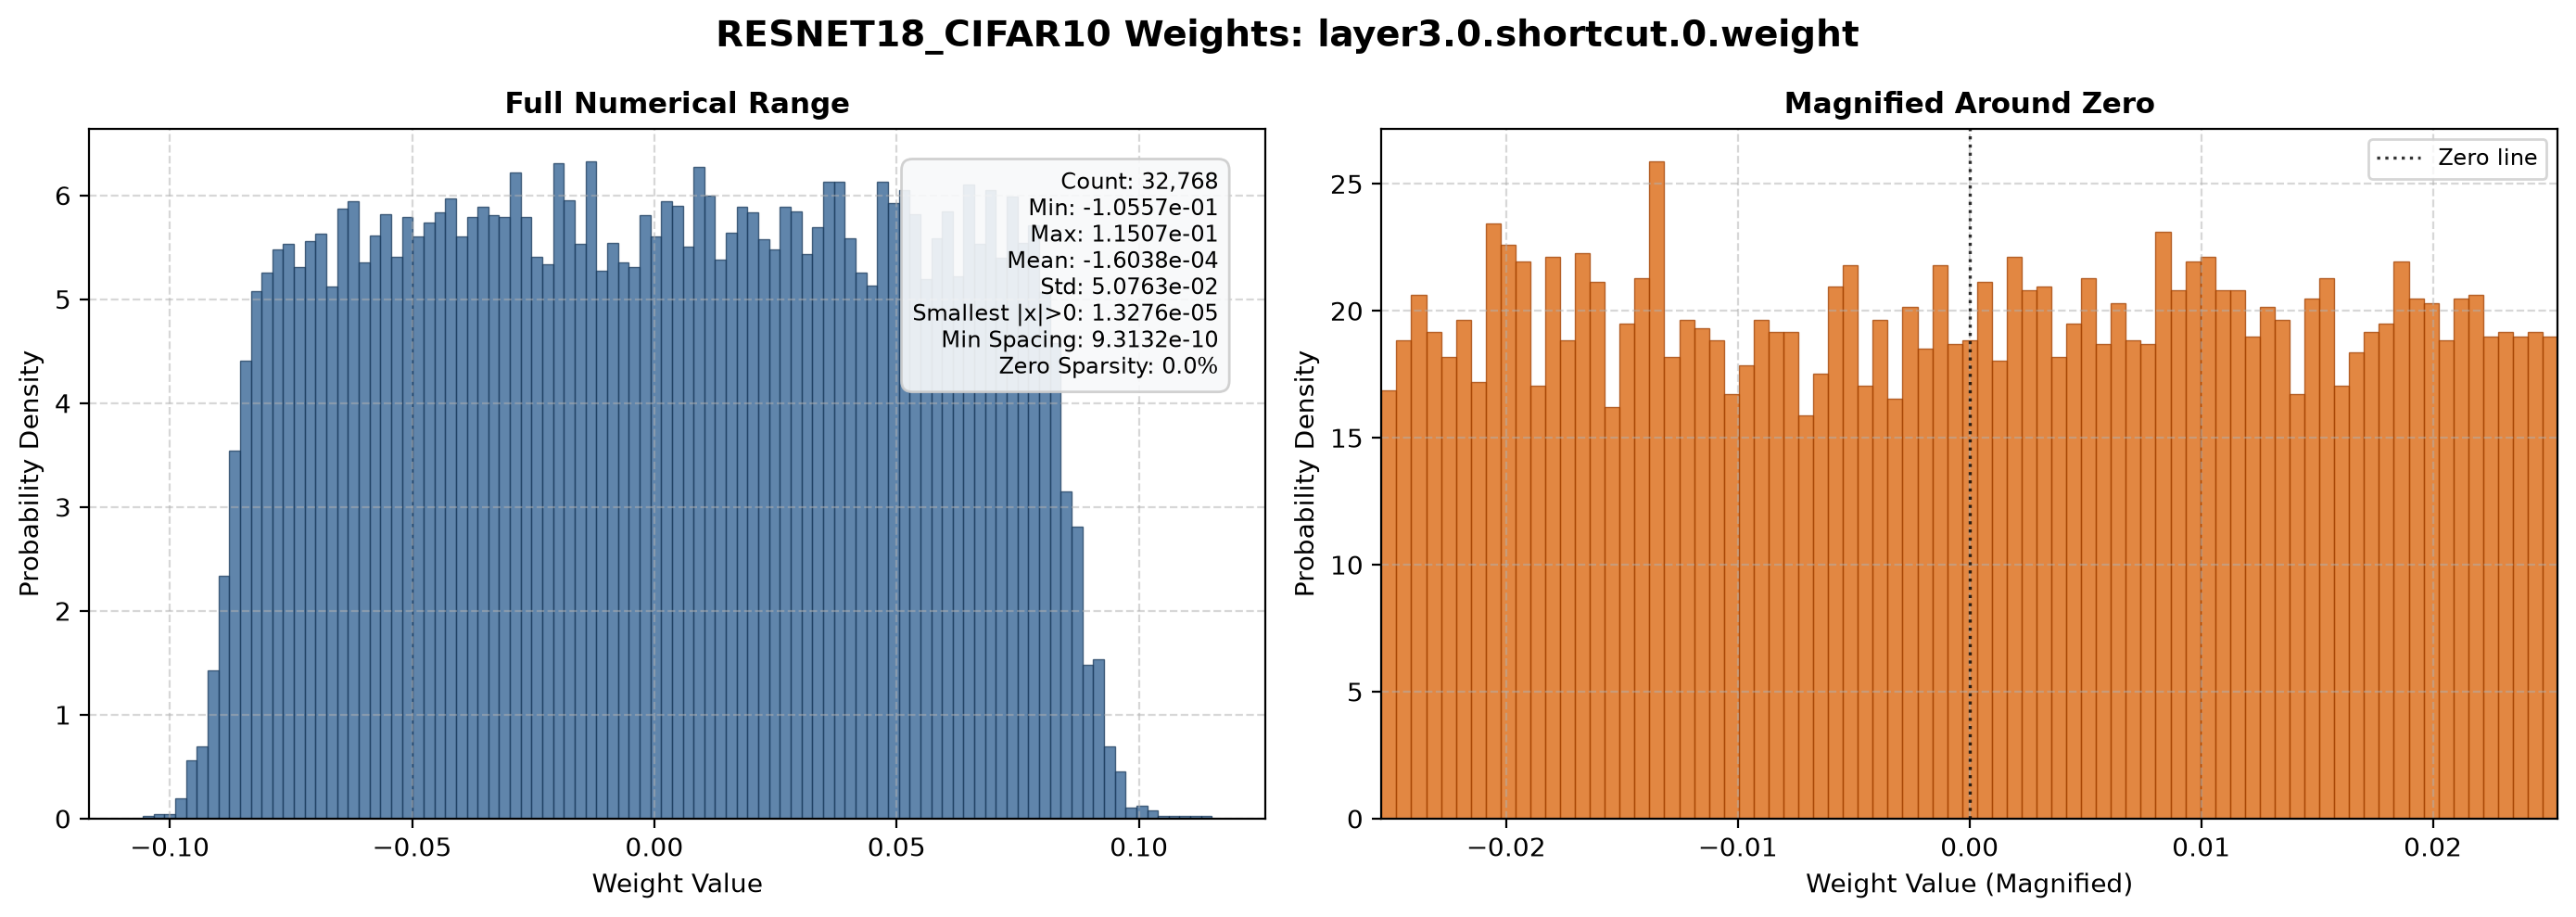 RESNET18_CIFAR10 Weights: layer3.0.shortcut.0.weight
Full Numerical Range
Probability Density
6
5
4
3
2
1
0
Count: 32,768
Min: -1.0557e-01
Max: 1.1507e-01
Mean: -1.6038e-04
Std: 5.0763e-02
Smallest |x|>0: 1.3276e-05
Min Spacing: 9.3132e-10
Zero Sparsity: 0.0%
−0.10 −0.05 0.00 0.05 0.10
Weight Value
Magnified Around Zero
Probability Density
25
20
15
10
5
0
Zero line
−0.02 −0.01 0.00 0.01 0.02
Weight Value (Magnified)